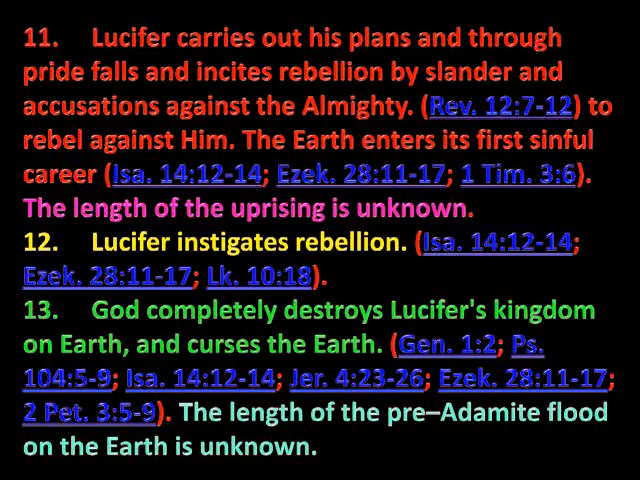 11. Lucifer carries out his plans and through
pride falls and incites rebellion by slander and
accusations against the Almighty. (Rev. 12:7-12) to
rebel against Him. The Earth enters its first sinful
career (Isa. 14:12-14; Ezek. 28:11-17; 1 Tim. 3:6).
The length of the uprising is unknown.
12. Lucifer instigates rebellion. (Isa. 14:12-14;
Ezek. 28:11-17; Lk. 10:18).
13. God completely destroys Lucifer's kingdom
on Earth, and curses the Earth. (Gen. 1:2; Ps.
104:5-9; Isa. 14:12-14; Jer. 4:23-26; Ezek. 28:11-17;
2 Pet. 3:5-9). The length of the pre–Adamite flood
on the Earth is unknown.